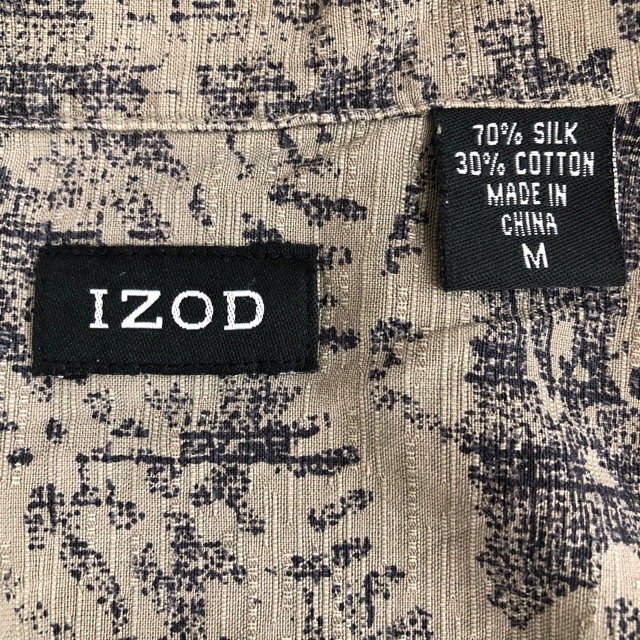 IZOD
70% SILK
30% COTTON
MADE IN
CHINA
M